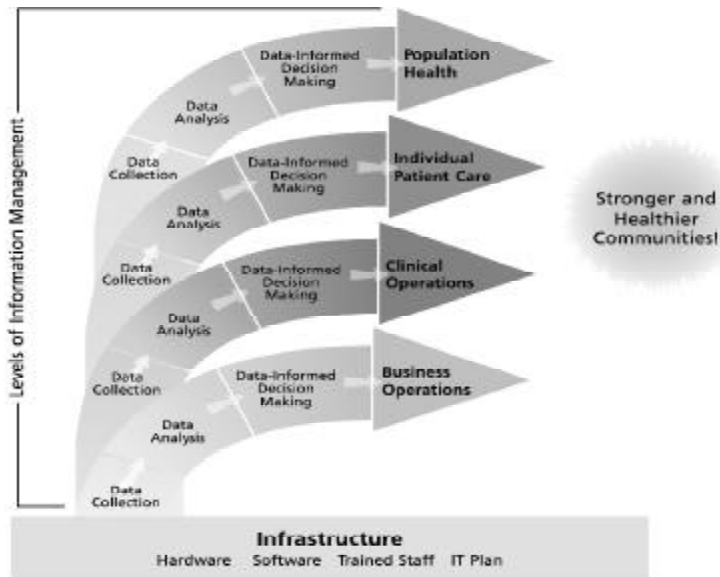 Levels of Information Management
Data
Collection
Data
Analysis
Data-Informed
Decision
Making
Population
Health
Data
Collection
Data
Analysis
Data-Informed
Decision
Making
Individual
Patient Care
Data
Collection
Data
Analysis
Data-Informed
Decision
Making
Clinical
Operations
Data
Collection
Data
Analysis
Data-Informed
Decision
Making
Business
Operations
Stronger and
Healthier
Communities!
Infrastructure
Hardware Software Trained Staff IT Plan